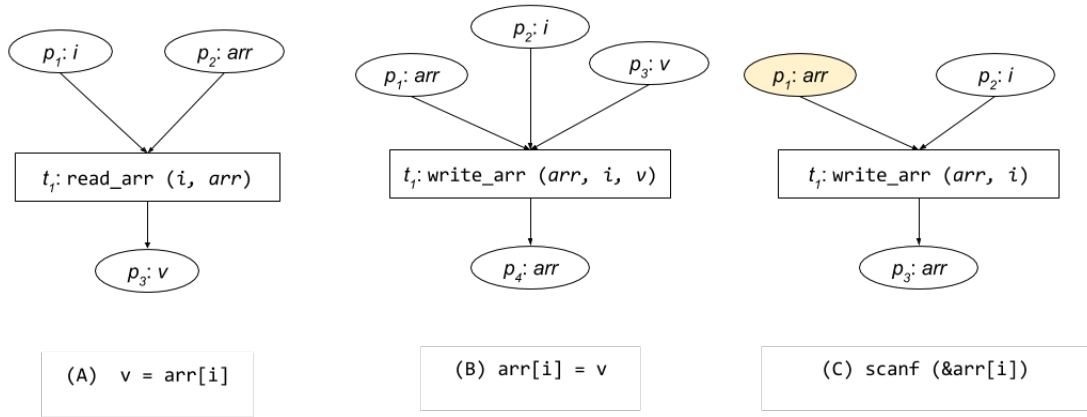 p₁: i
p₂: arr
t₁: read_arr (i, arr)
p₃: v
(A) v = arr[i]
p₁: arr
p₂: i
p₃: v
t₁: write_arr (arr, i, v)
p₄: arr
(B) arr[i] = v
p₁: arr
p₂: i
t₁: write_arr (arr, i)
p₃: arr
(C) scanf (&arr[i])